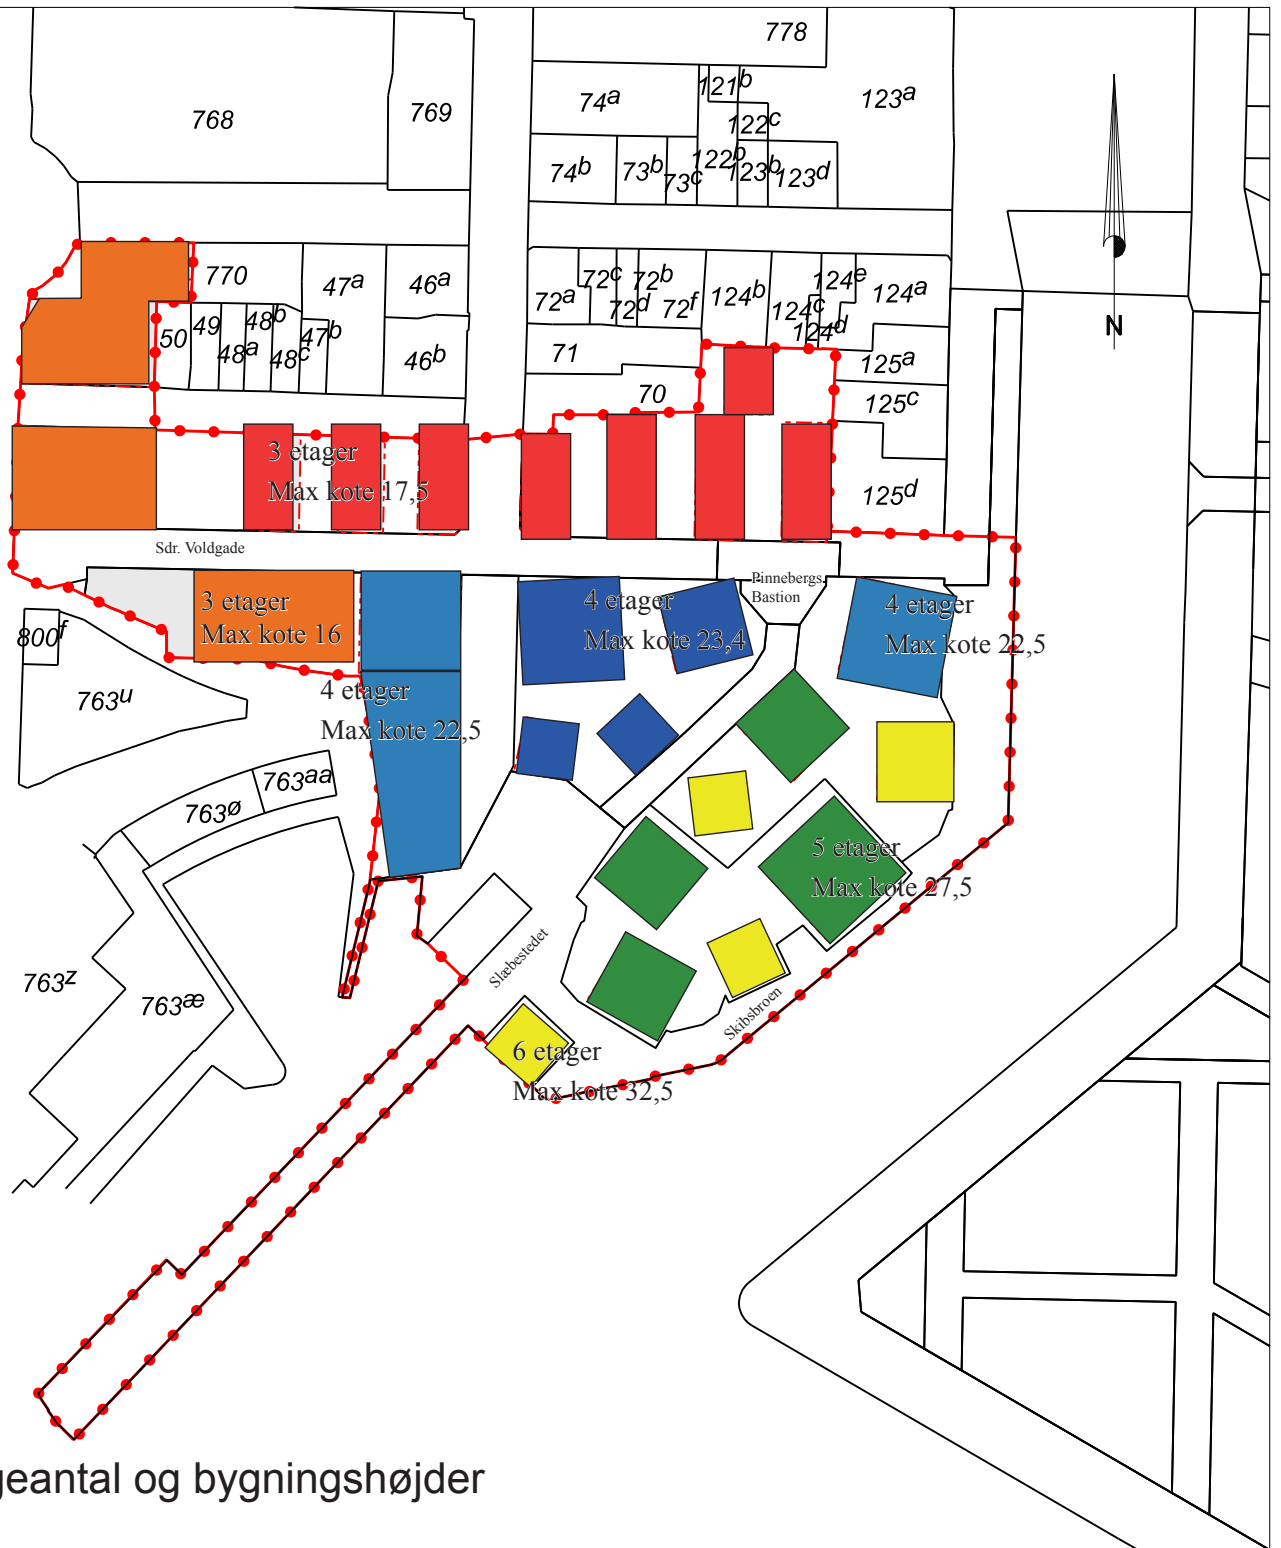 778
121b
74a
123a
769
768
122c
122b
74b
73b
73c
123b
123d
770
47a
46a
72a
72c
72d
72b
72f
124b
124c
124e
124d
124a
50
49
48a
48b
48c
47b
46b
71
70
125a
125c
125d
N
3 etager
Max kote 17,5
Sdr. Voldgade
Pinnebergs
Bastion
3 etager
Max kote 16
4 etager
Max kote 23,4
4 etager
Max kote 22,5
800f
763u
4 etager
Max kote 22,5
763aa
763ø
5 etager
Max kote 27,5
Slæbestedet
763z
763æ
Skibsbroen
6 etager
Max kote 32,5
geantal og bygningshøjder